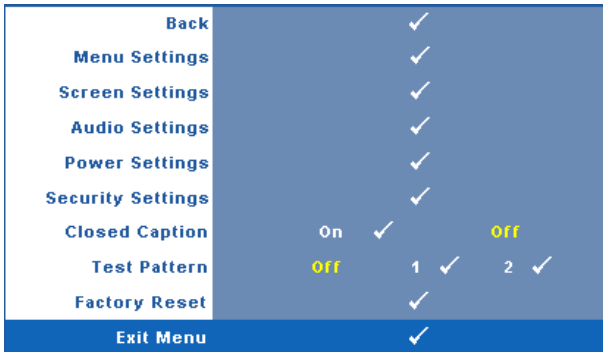 Back ✓
Menu Settings ✓
Screen Settings ✓
Audio Settings ✓
Power Settings ✓
Security Settings ✓
Closed Caption On ✓ Off
Test Pattern Off 1 ✓ 2 ✓
Factory Reset ✓
Exit Menu ✓